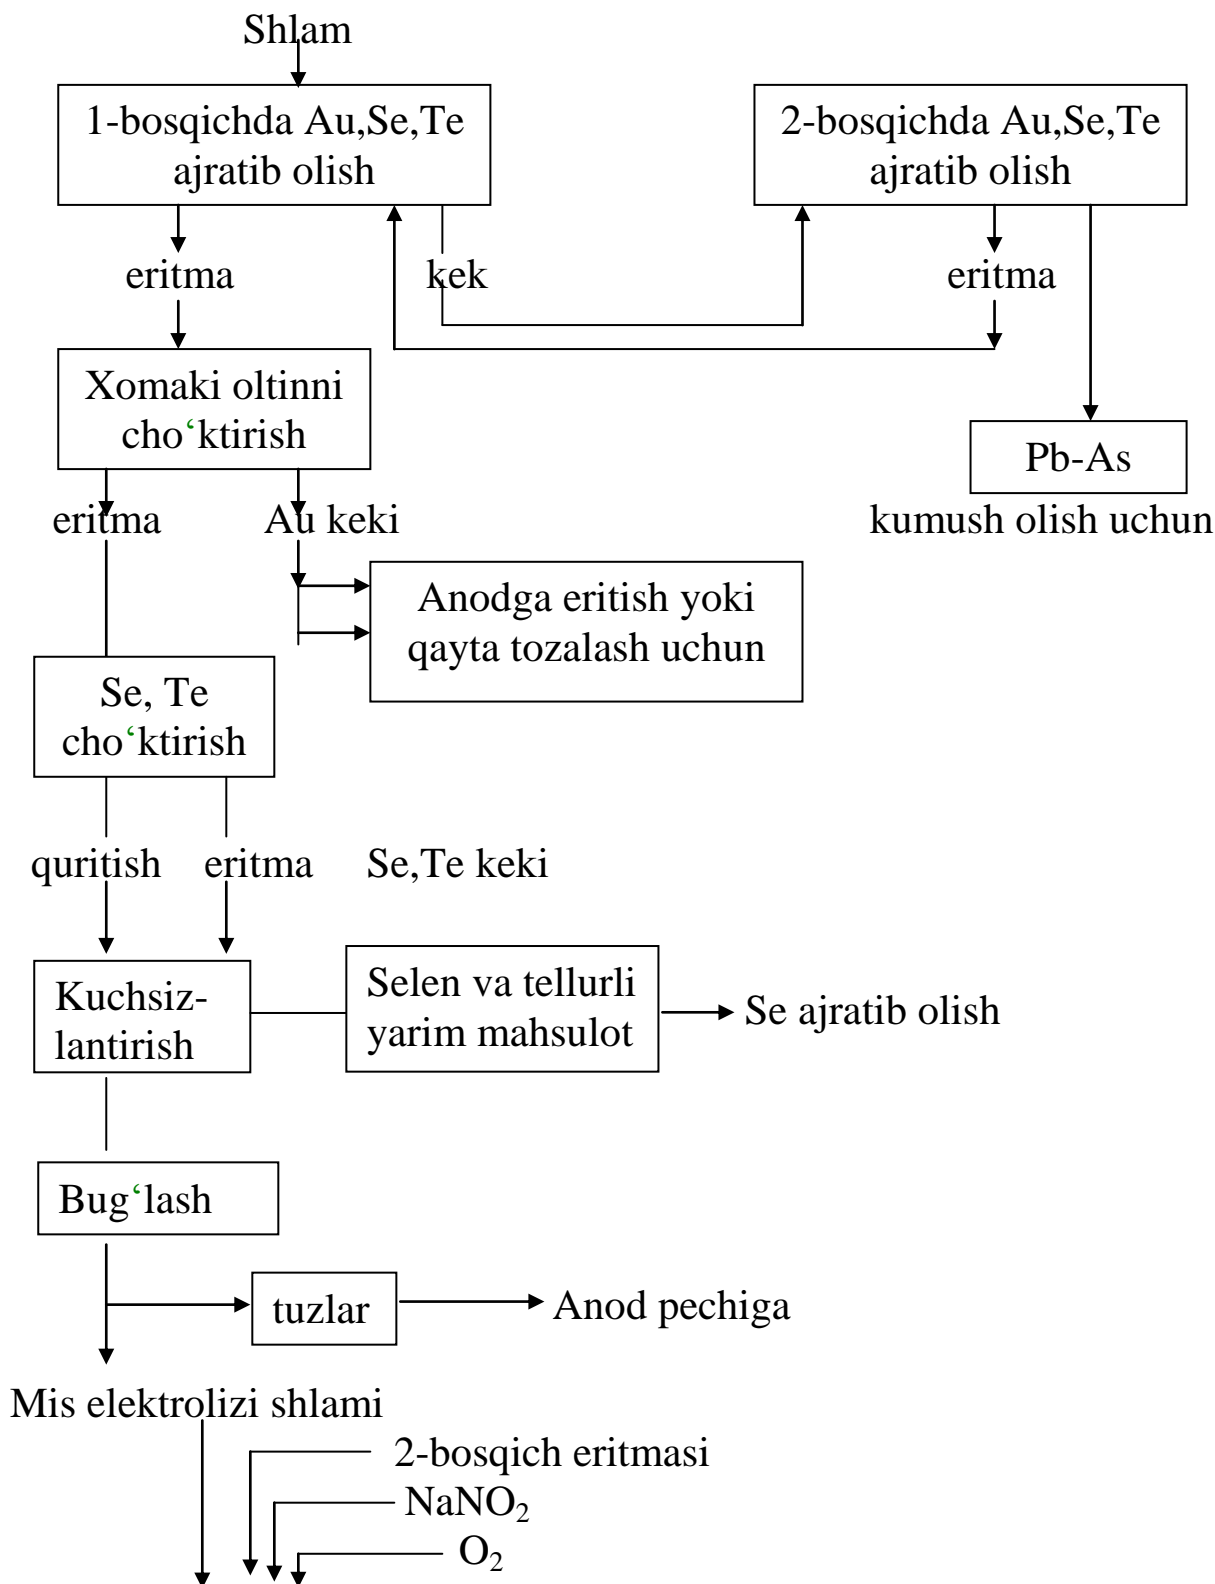 Shlam
1-bosqichda Au,Se,Te
ajratib olish
2-bosqichda Au,Se,Te
ajratib olish
eritma
kek
eritma
Xomaki oltinni
cho‘ktirish
Pb-As
eritma
Au keki
kumush olish uchun
Anodga eritish yoki
qayta tozalash uchun
Se, Te
cho‘ktirish
quritish
eritma
Se,Te keki
Kuchsiz-
lantirish
Selen va tellurli
yarim mahsulot
Se ajratib olish
Bug‘lash
tuzlar
Anod pechiga
Mis elektrolizi shlami
2-bosqich eritmasi
NaNO₂
O₂